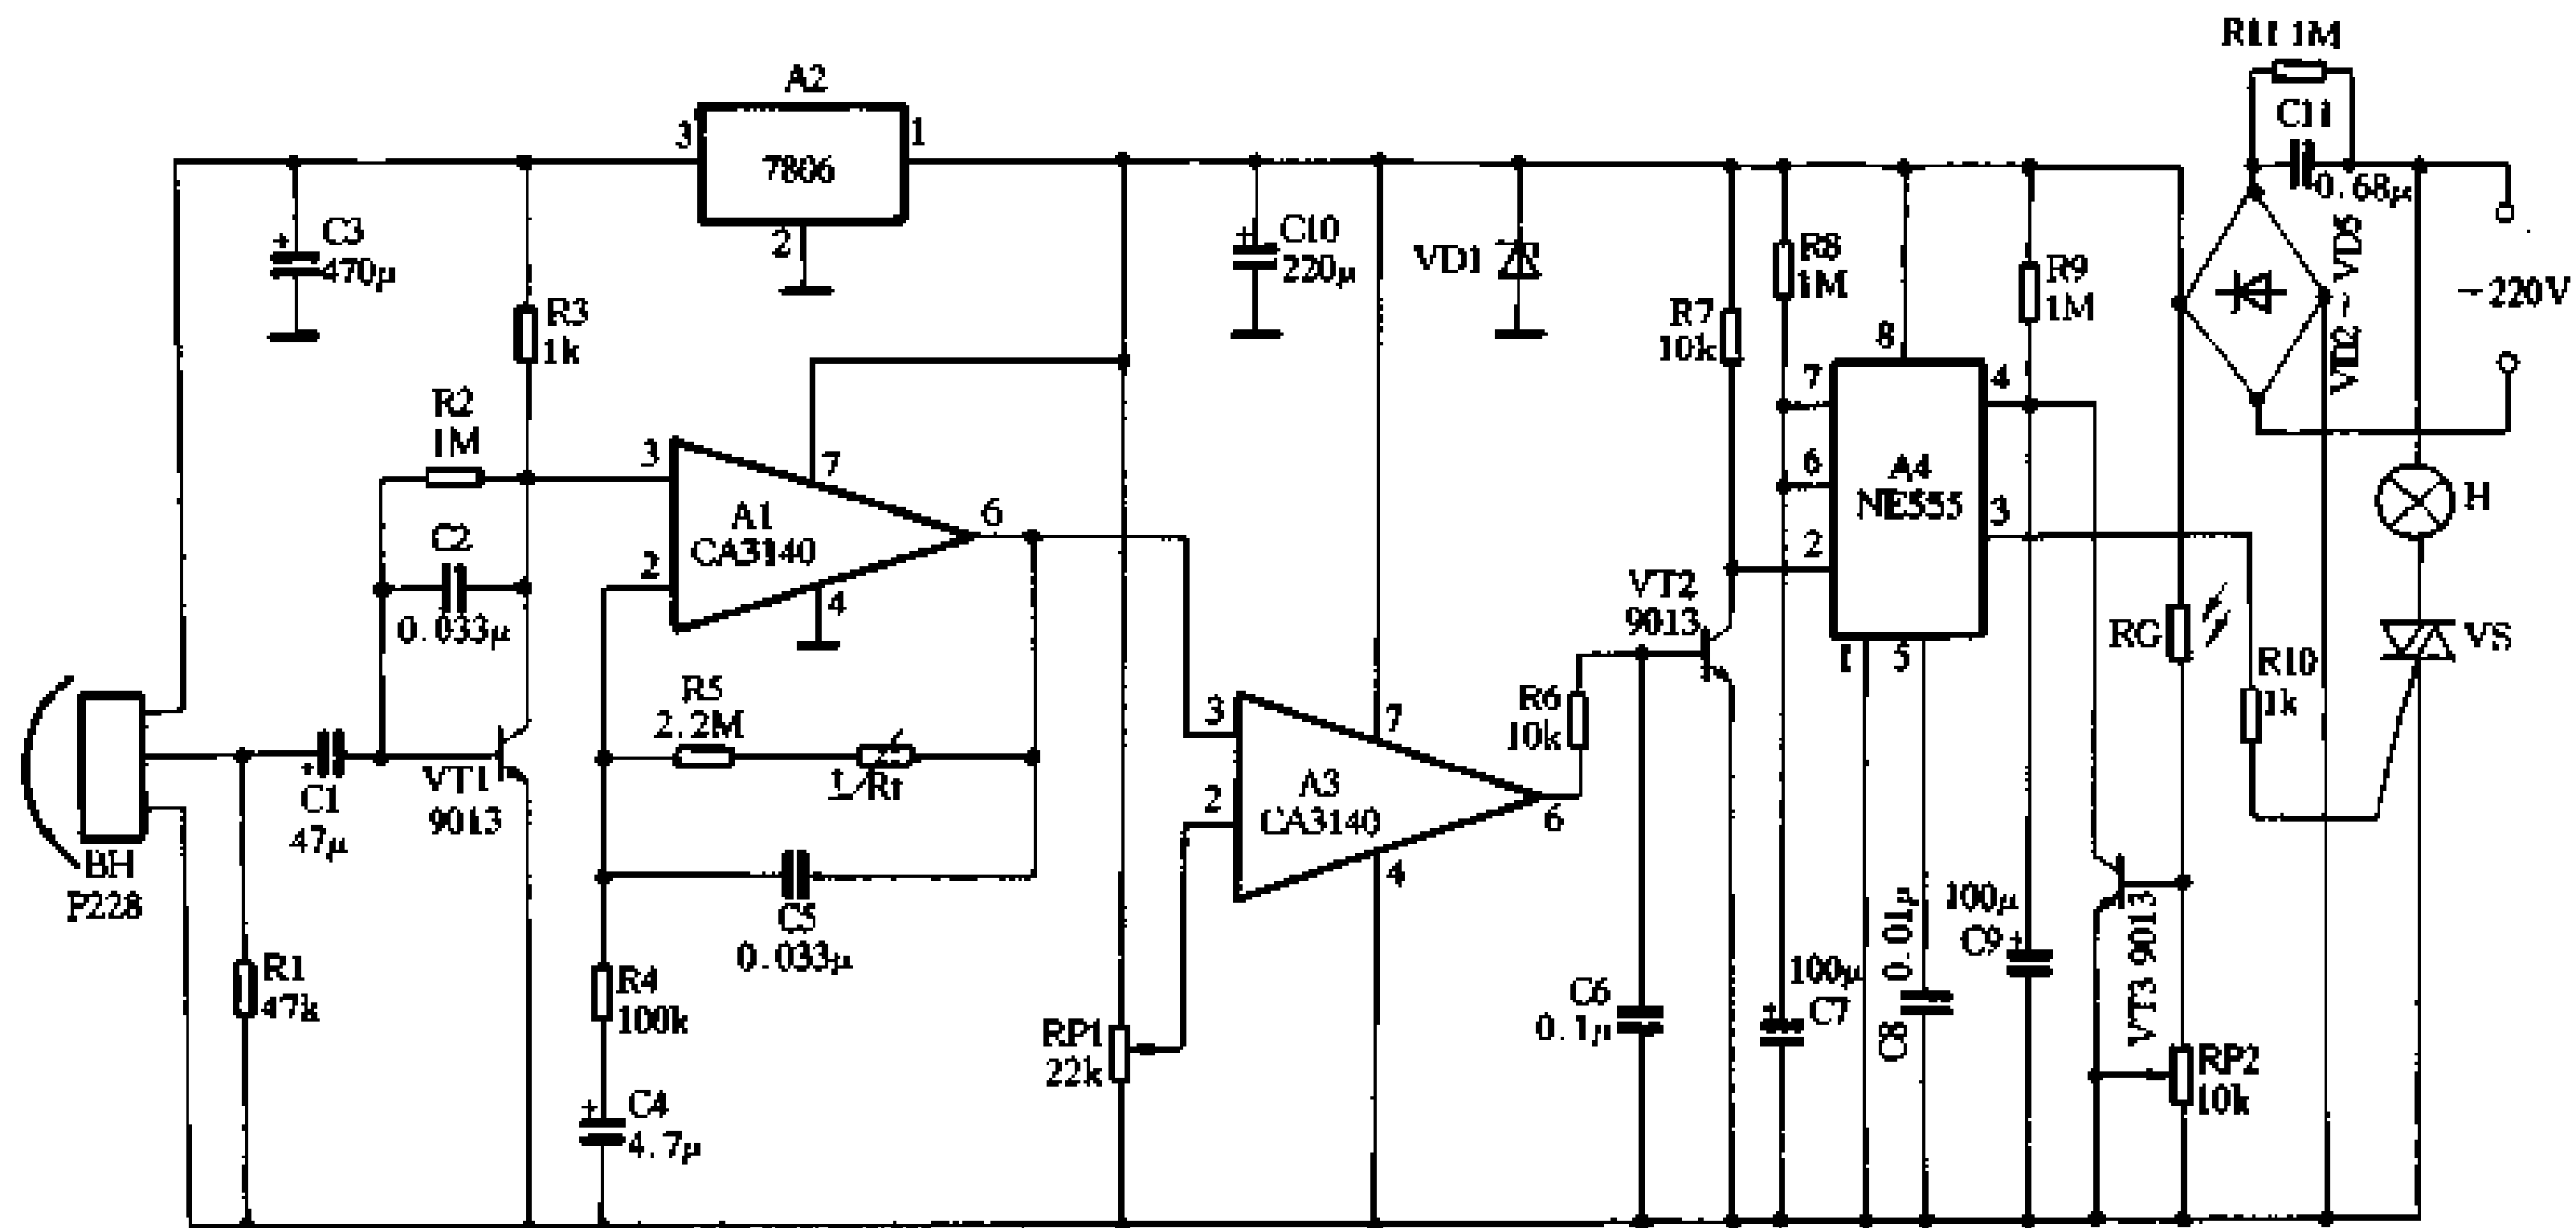 R11 1M
A2
3
1
7806
2
C11
0.68μ
C3
470μ
C10
220μ
VD1
R8
1M
R9
1M
VD2~VD5
~220V
R3
1k
R7
10k
8
7
4
R2
1M
3
7
6
A4
NE555
H
A1
CA3140
6
3
C2
2
2
0.033μ
4
VT2
9013
1
5
RG
VS
R10
1k
R5
2.2M
R6
10k
3
7
t
Rt
VT1
9013
C1
47μ
A3
CA3140
2
6
BH
P228
4
C5
0.033μ
0.01μ
100μ
C9
VT3 9013
R1
47k
R4
100k
100μ
C7
C6
0.1μ
C8
RP1
22k
RP2
10k
C4
4.7μ